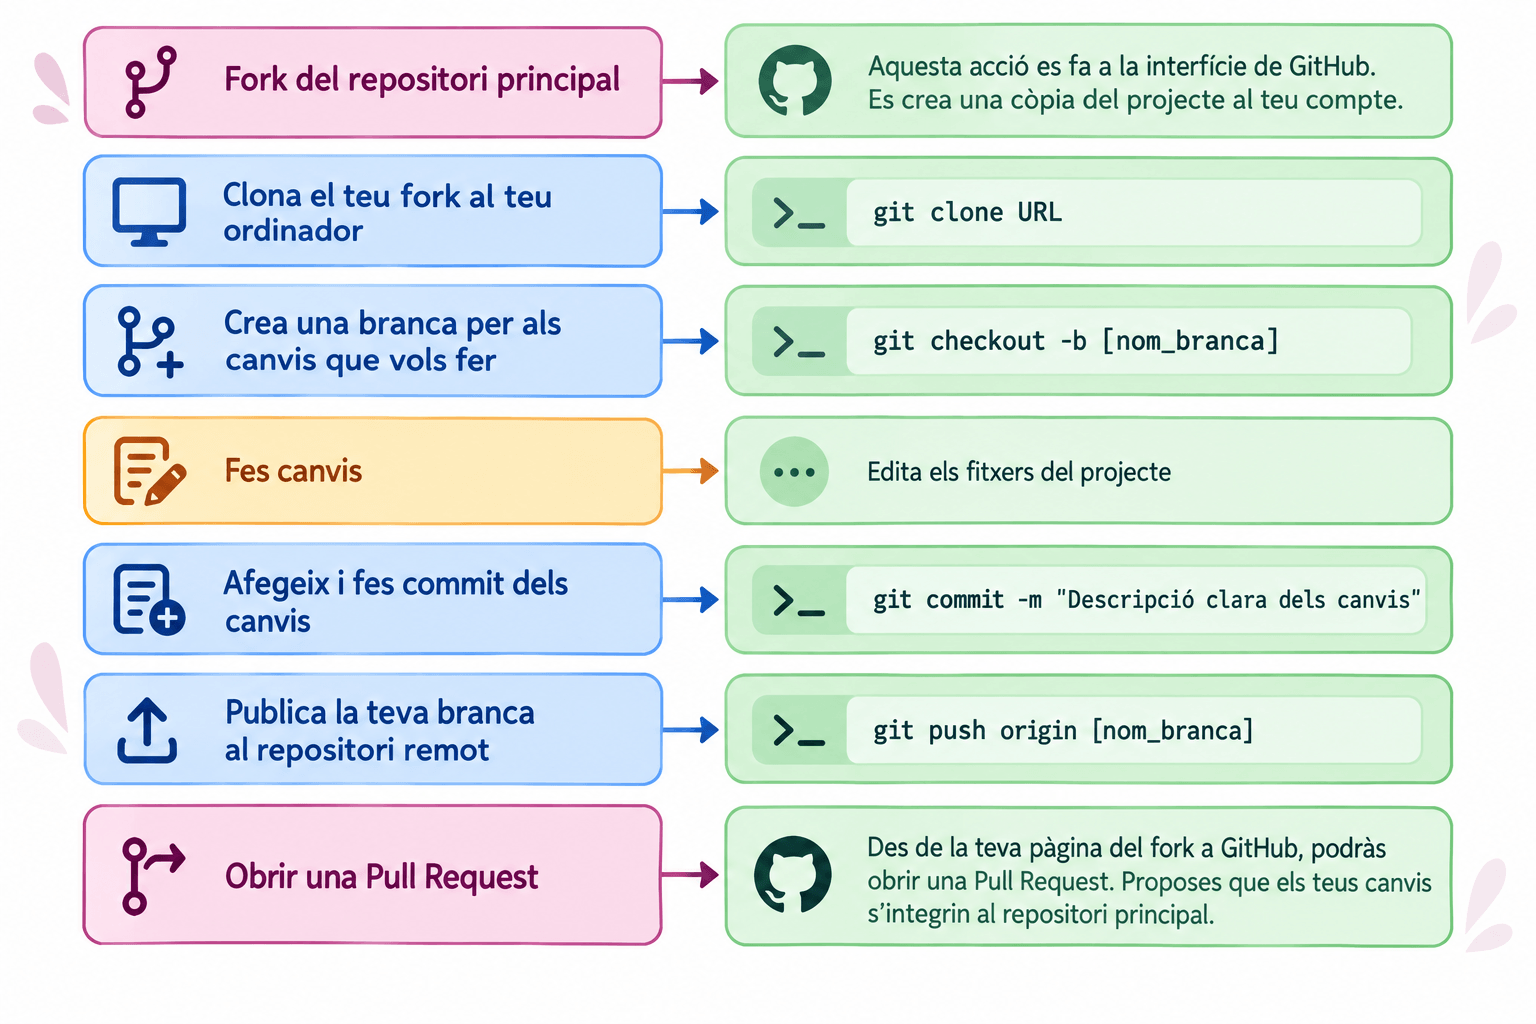 Fork del repositori principal
Aquesta acció es fa a la interfície de GitHub.
Es crea una còpia del projecte al teu compte.
Clona el teu fork al teu
ordinador
>_ git clone URL
Crea una branca per als
canvis que vols fer
>_ git checkout -b [nom_branca]
Fes canvis
Edita els fitxers del projecte
Afegeix i fes commit dels
canvis
>_ git commit -m "Descripció clara dels canvis"
Publica la teva branca
al repositori remot
>_ git push origin [nom_branca]
Obrir una Pull Request
Des de la teva pàgina del fork a GitHub, podràs
obrir una Pull Request. Proposes que els teus canvis
s'integrin al repositori principal.